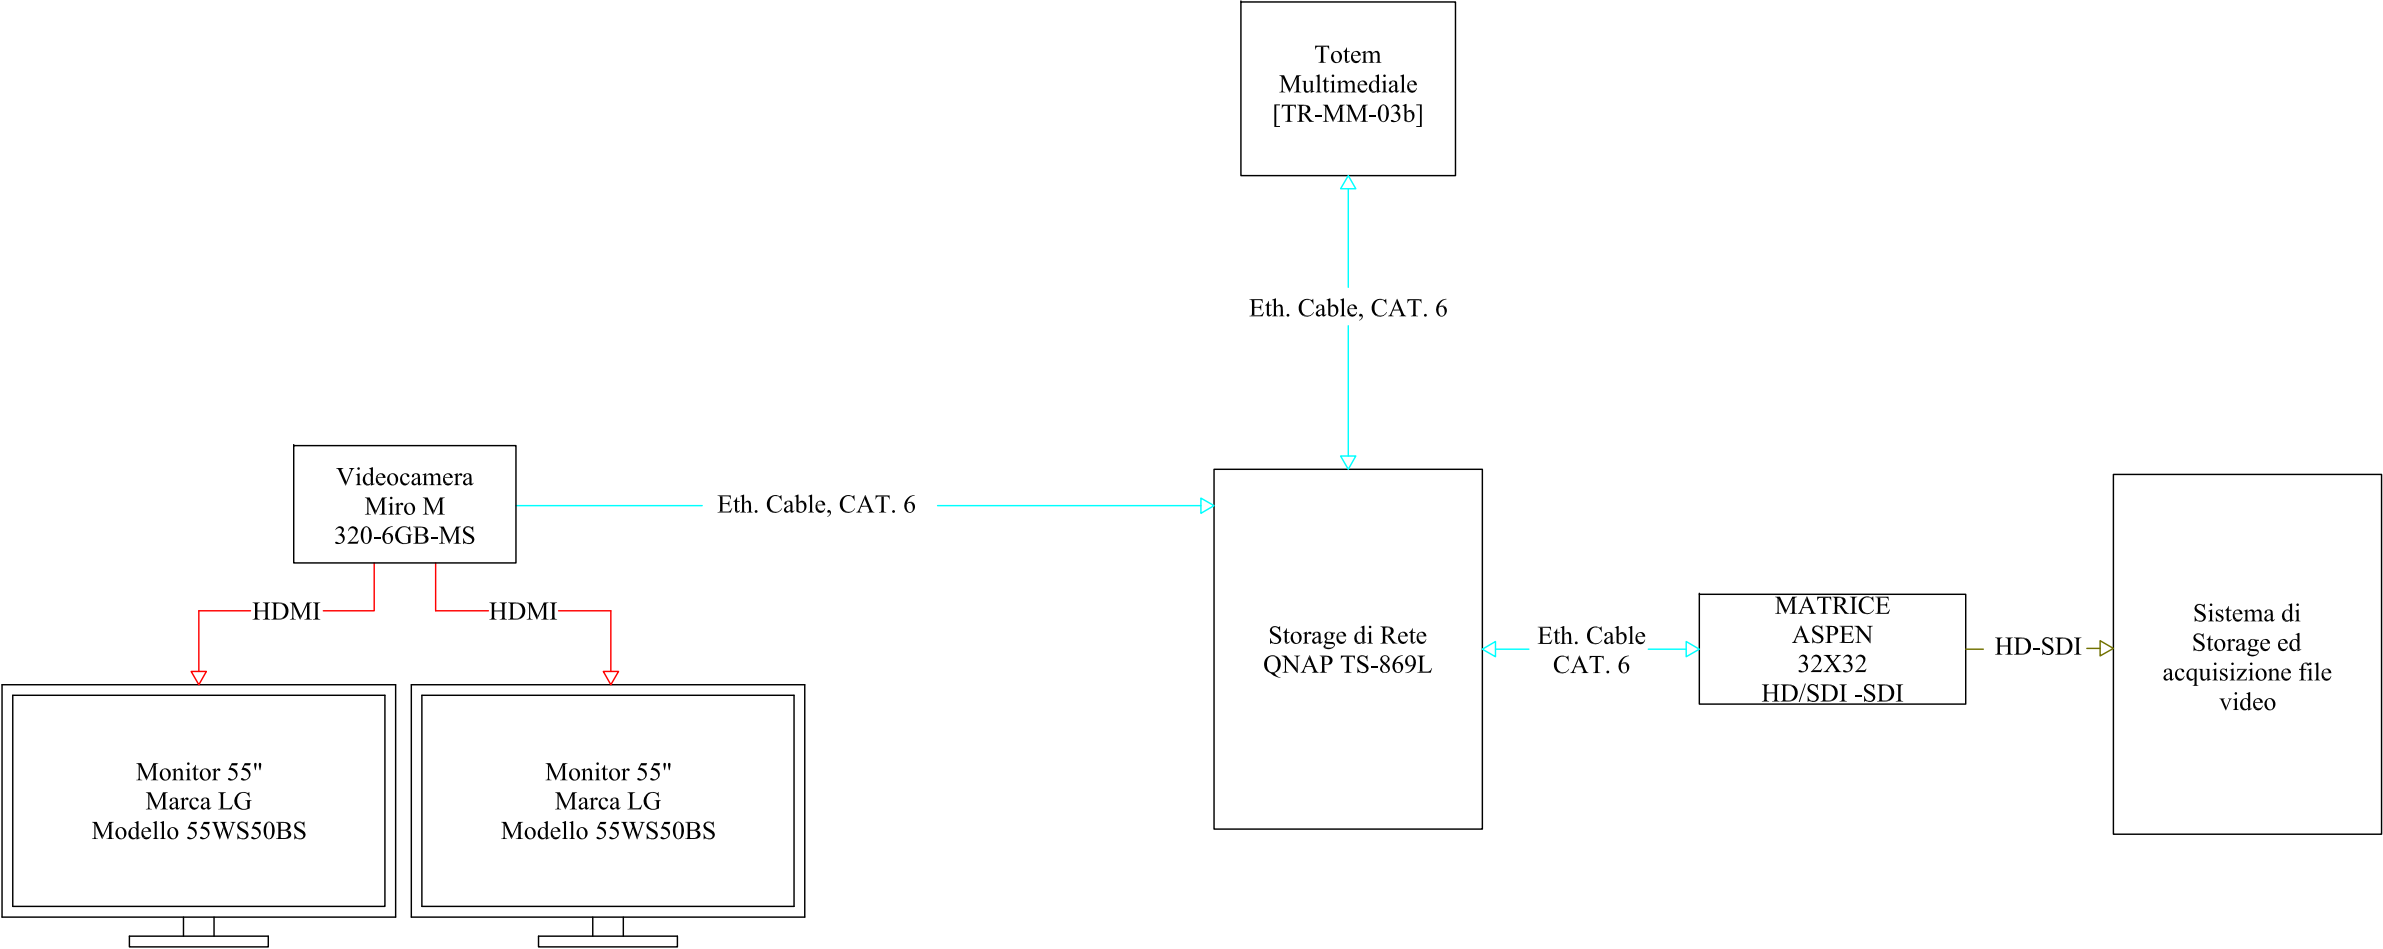 Totem
Multimediale
[TR-MM-03b]
Eth. Cable, CAT. 6
Videocamera
Miro M
320-6GB-MS
Eth. Cable, CAT. 6
HDMI
HDMI
Storage di Rete
QNAP TS-869L
Eth. Cable
CAT. 6
MATRICE
ASPEN
32X32
HD/SDI -SDI
HD-SDI
Sistema di
Storage ed
acquisizione file
video
Monitor 55"
Marca LG
Modello 55WS50BS
Monitor 55"
Marca LG
Modello 55WS50BS